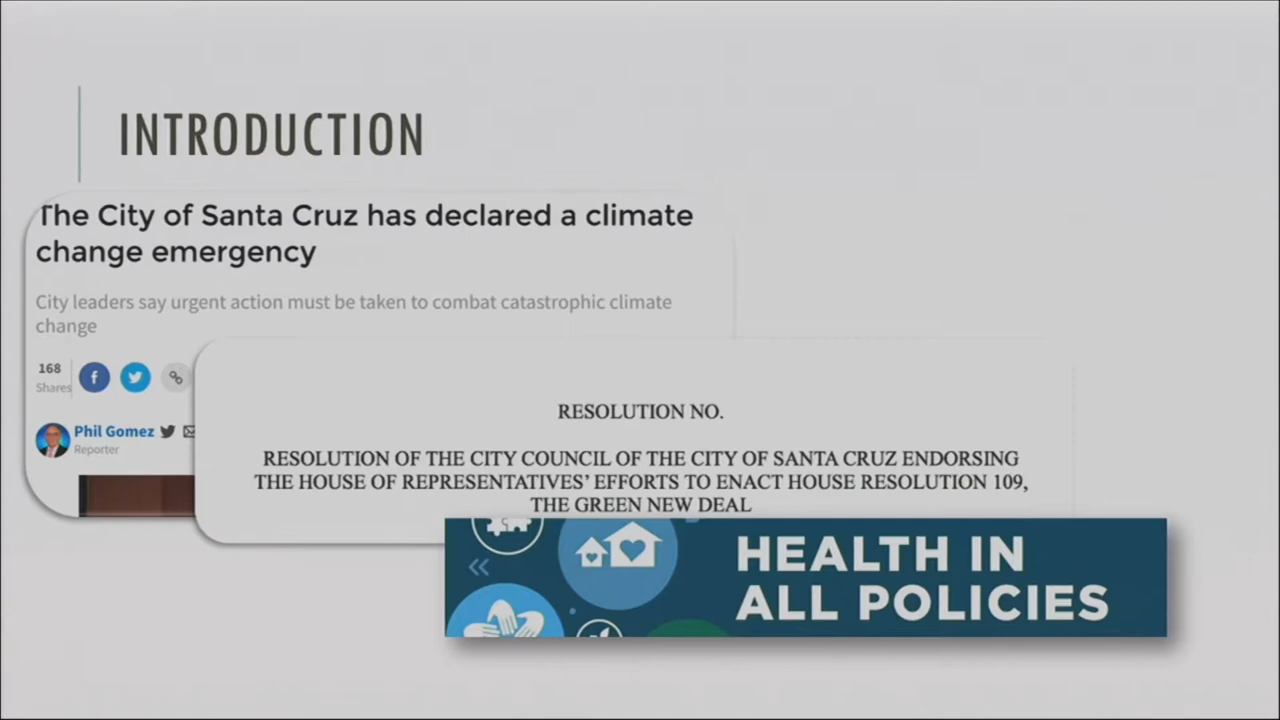 INTRODUCTION
The City of Santa Cruz has declared a climate
change emergency
City leaders say urgent action must be taken to combat catastrophic climate
change
168
Shares
Phil Gomez
Reporter
RESOLUTION NO.
RESOLUTION OF THE CITY COUNCIL OF THE CITY OF SANTA CRUZ ENDORSING
THE HOUSE OF REPRESENTATIVES’ EFFORTS TO ENACT HOUSE RESOLUTION 109,
THE GREEN NEW DEAL
HEALTH IN
ALL POLICIES